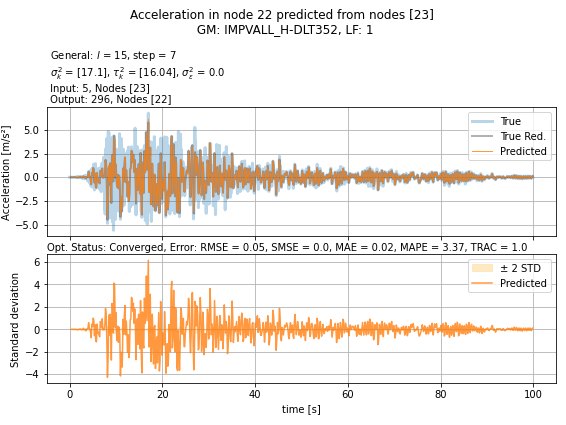 Acceleration in node 22 predicted from nodes [23]
GM: IMPVALL_H-DLT352, LF: 1
General: l = 15, step = 7
σ²ₖ = [17.1], τ²ₖ = [16.04], σ²_ε = 0.0
Input: 5, Nodes [23]
Output: 296, Nodes [22]
Acceleration [m/s²]
5.0
2.5
0.0
−2.5
−5.0
True
True Red.
Predicted
Opt. Status: Converged, Error: RMSE = 0.05, SMSE = 0.0, MAE = 0.02, MAPE = 3.37, TRAC = 1.0
Standard deviation
6
4
2
0
−2
−4
± 2 STD
Predicted
0 20 40 60 80 100
time [s]